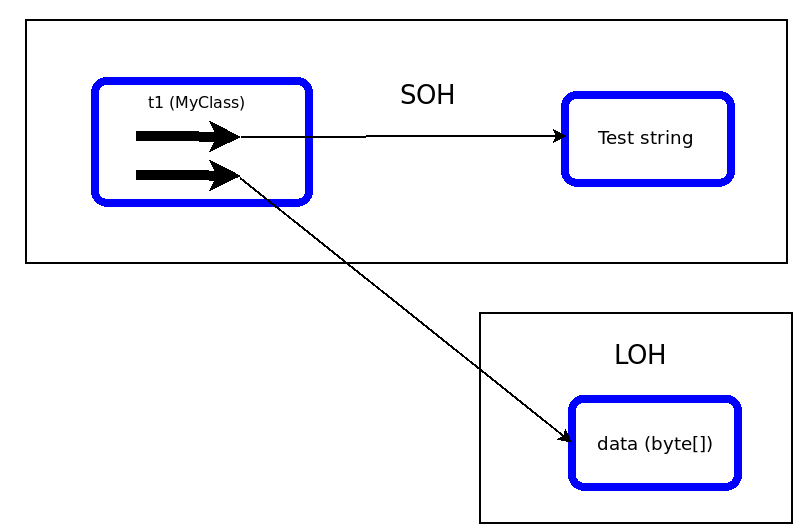 SOH
t1 (MyClass)
Test string
LOH
data (byte[])